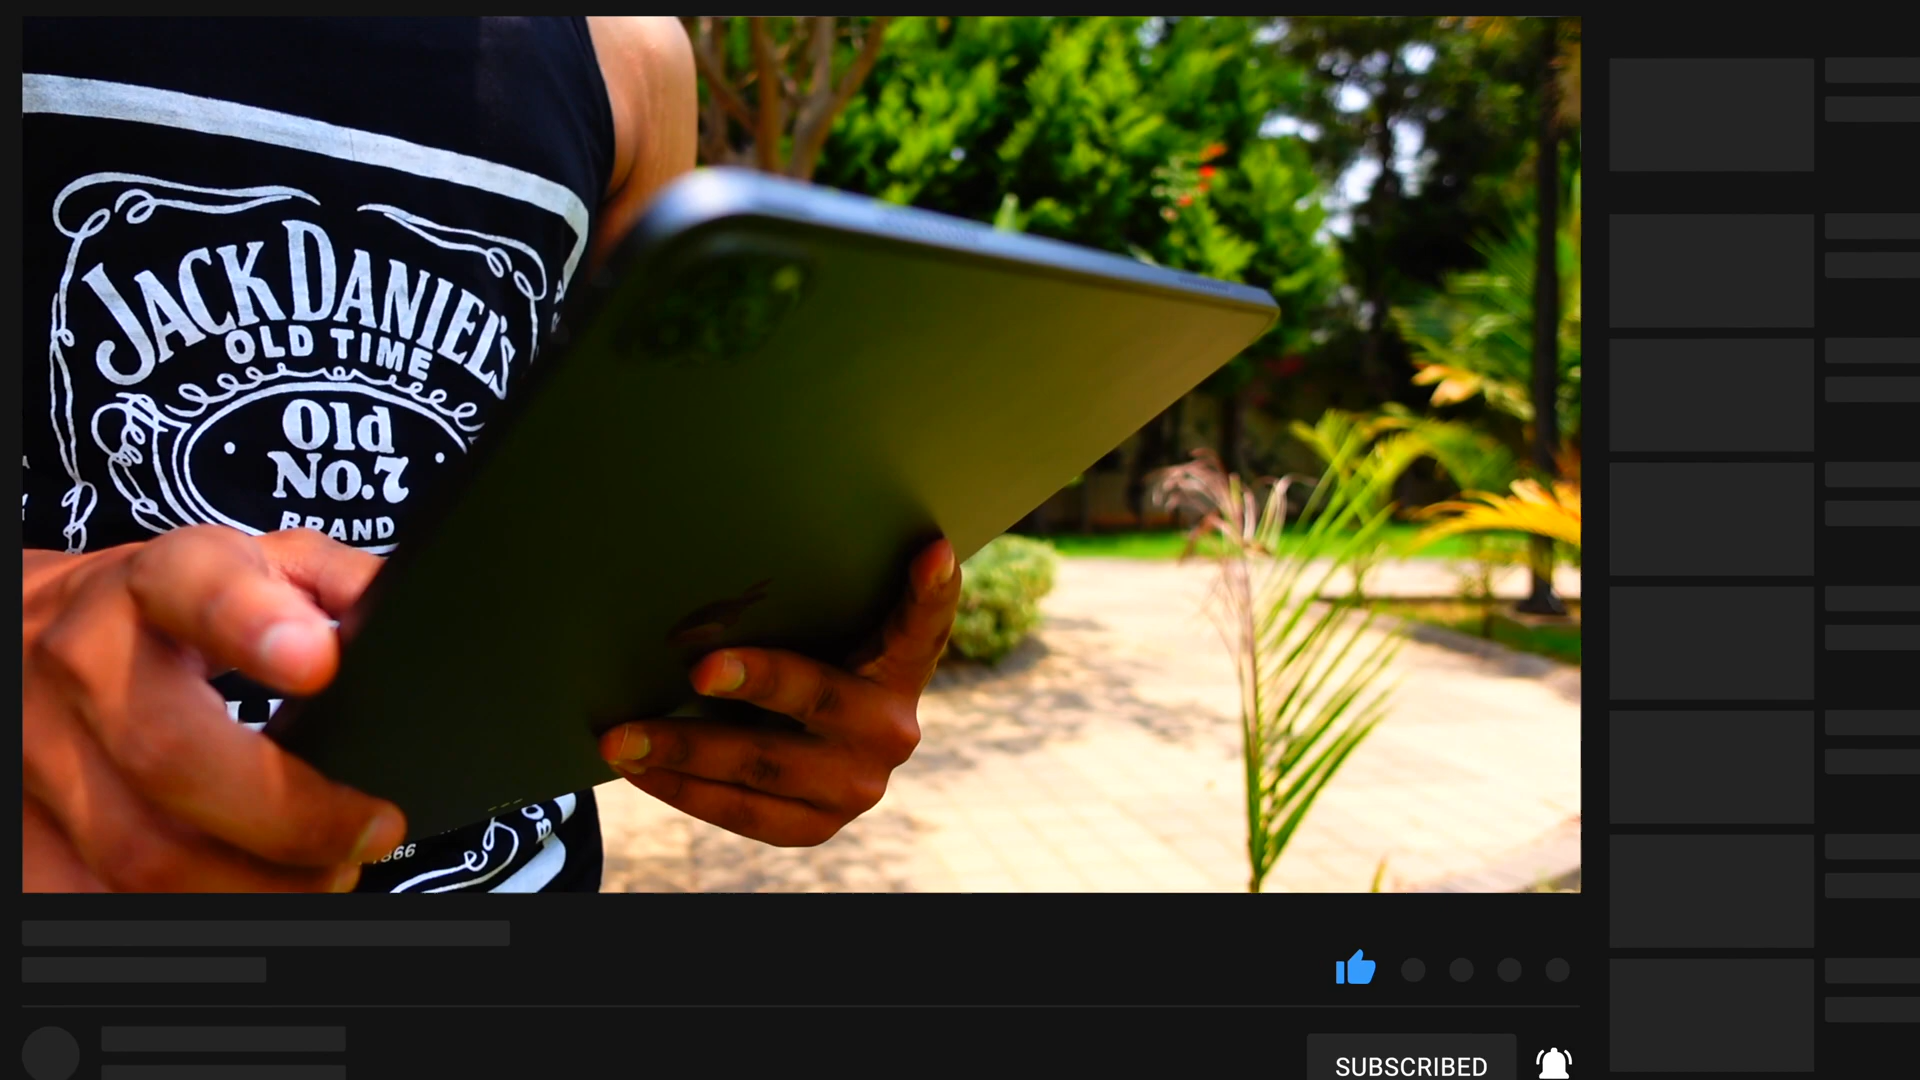 JACK DANIEL'S
OLD TIME
Old
No.7
BRAND
1866
SUBSCRIBED